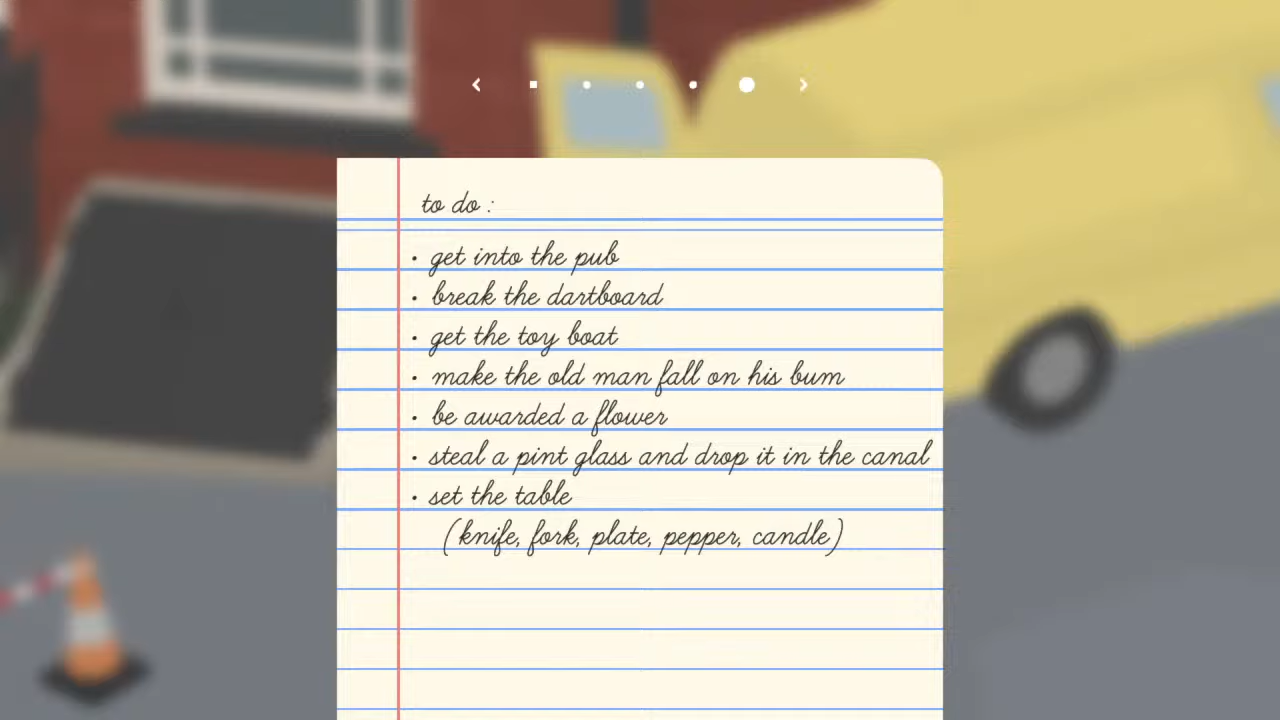 to do :
• get into the pub
• break the dartboard
• get the toy boat
• make the old man fall on his bum
• be awarded a flower
• steal a pint glass and drop it in the canal
• set the table
(knife, fork, plate, pepper, candle)